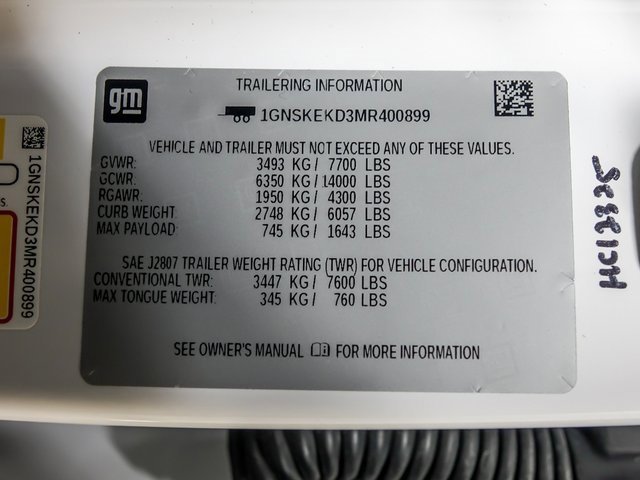 gm
TRAILERING INFORMATION
1GNSKEKD3MR400899
VEHICLE AND TRAILER MUST NOT EXCEED ANY OF THESE VALUES.
GVWR: 3493 KG / 7700 LBS
GCWR: 6350 KG / 14000 LBS
RGAWR: 1950 KG / 4300 LBS
CURB WEIGHT: 2748 KG / 6057 LBS
MAX PAYLOAD: 745 KG / 1643 LBS
SAE J2807 TRAILER WEIGHT RATING (TWR) FOR VEHICLE CONFIGURATION.
CONVENTIONAL TWR: 3447 KG / 7600 LBS
MAX TONGUE WEIGHT: 345 KG / 760 LBS
SEE OWNER'S MANUAL FOR MORE INFORMATION
1GNSKEKD3MR400899
S.